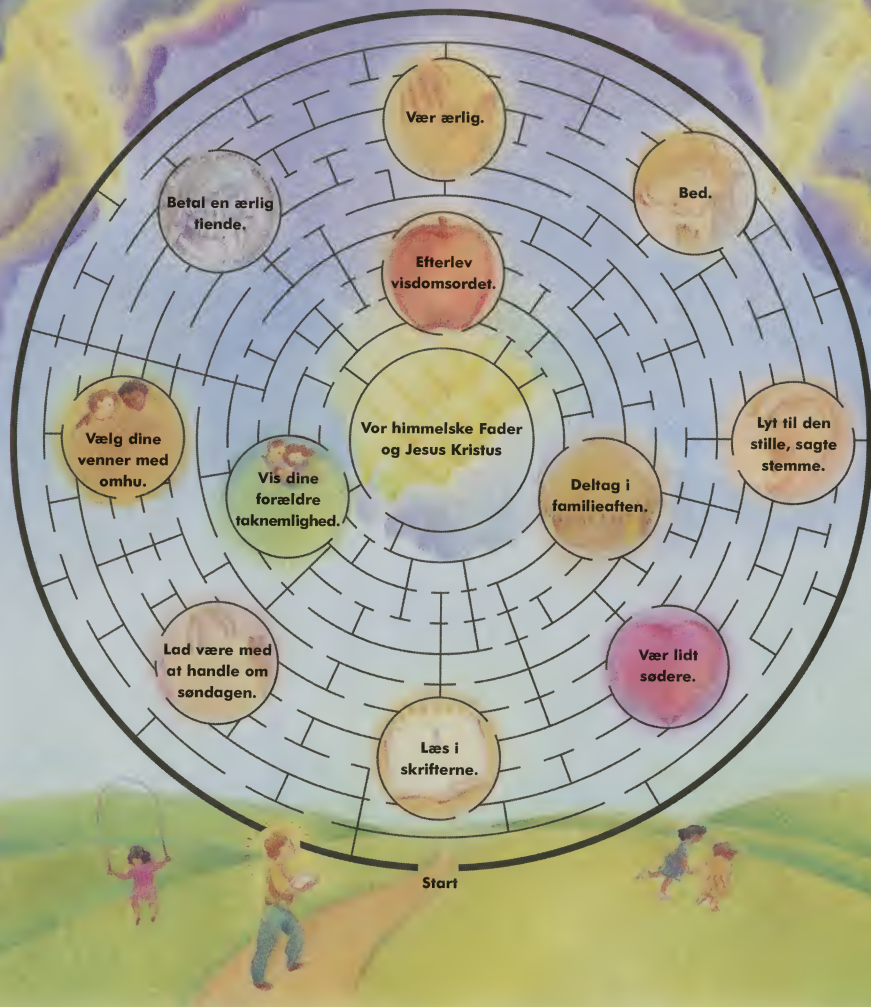 Vær ærlig.
Bed.
Betal en ærlig
tiende.
Efterlev
visdomsordet.
Vor himmelske Fader
og Jesus Kristus
Lyt til den
stille, sagte
stemme.
Vælg dine
venner med
omhu.
Vis dine
forældre
taknemlighed.
Deltag i
familieaften.
Lad være med
at handle om
søndagen.
Vær lidt
sødere.
Læs i
skrifterne.
Start